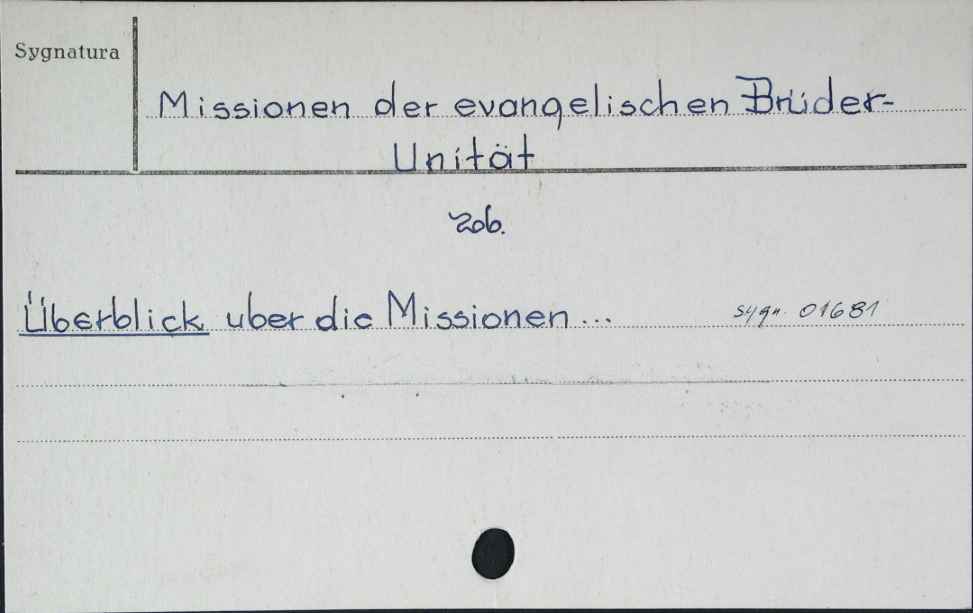 Sygnatura
Missionen der evangelischen Brüder-
Unität
zob.
Überblick uber die Missionen... sygn. 01681